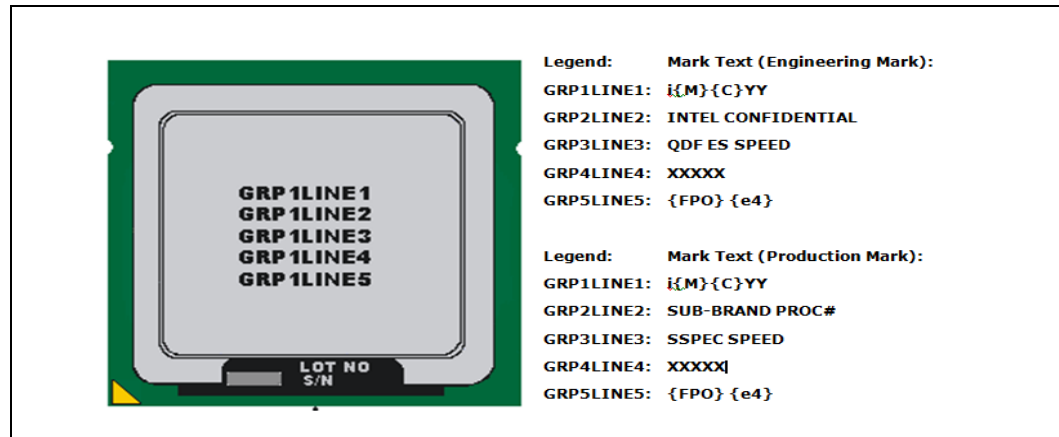 GRP1LINE1
GRP1LINE2
GRP1LINE3
GRP1LINE4
GRP1LINE5
LOT NO
S/N
Legend: Mark Text (Engineering Mark):
GRP1LINE1: i{M}{C}YY
GRP2LINE2: INTEL CONFIDENTIAL
GRP3LINE3: QDF ES SPEED
GRP4LINE4: XXXXX
GRP5LINE5: {FPO} {e4}
Legend: Mark Text (Production Mark):
GRP1LINE1: i{M}{C}YY
GRP2LINE2: SUB-BRAND PROC#
GRP3LINE3: SSPEC SPEED
GRP4LINE4: XXXXX
GRP5LINE5: {FPO} {e4}